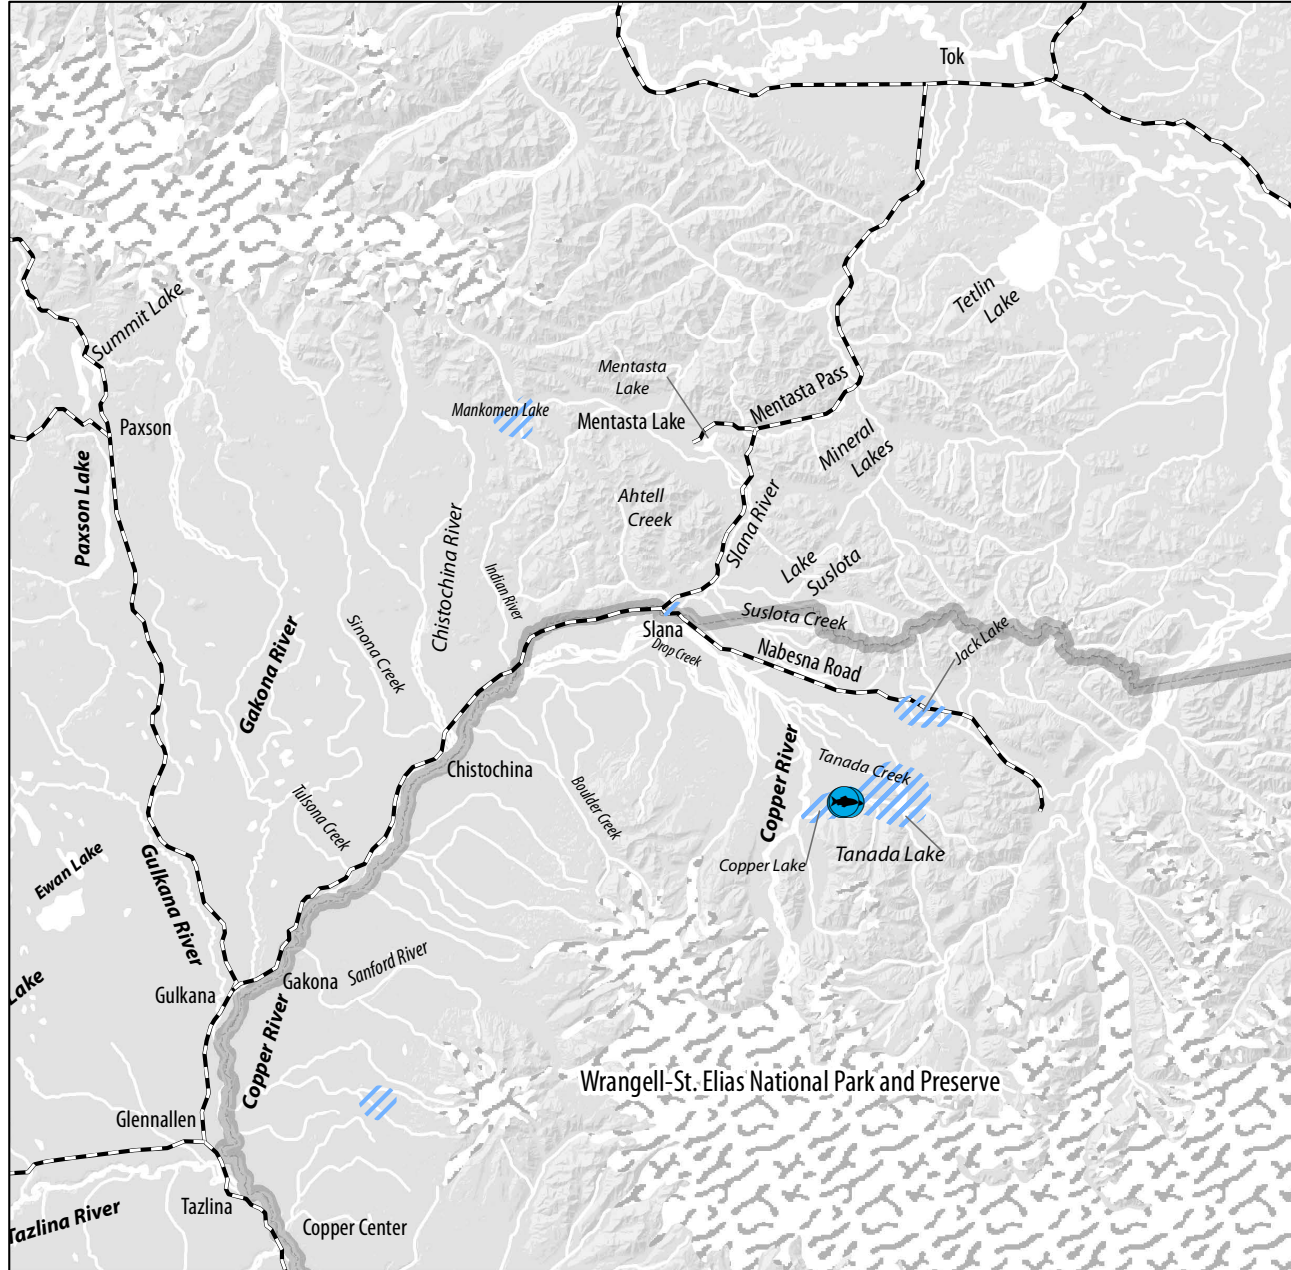 Tok
Tetlin
Lake
Summit Lake
Mentasta
Lake
Mentasta Pass
Mankomen Lake
Mentasta Lake
Paxson
Mineral
Lakes
Paxson Lake
Ahtell
Creek
Slana River
Chistochina River
Lake
Suslota
Indian River
Suslota Creek
Slana
Sinona Creek
Drop Creek
Nabesna Road
Jack Lake
Gakona River
Copper River
Chistochina
Tanada Creek
Boulder Creek
Tulsona Creek
Tanada Lake
Copper Lake
Ewan Lake
Gulkana River
Sanford River
Gakona
Lake
Gulkana
Copper River
Wrangell-St. Elias National Park and Preserve
Glennallen
Tazlina
Copper Center
Tazlina River